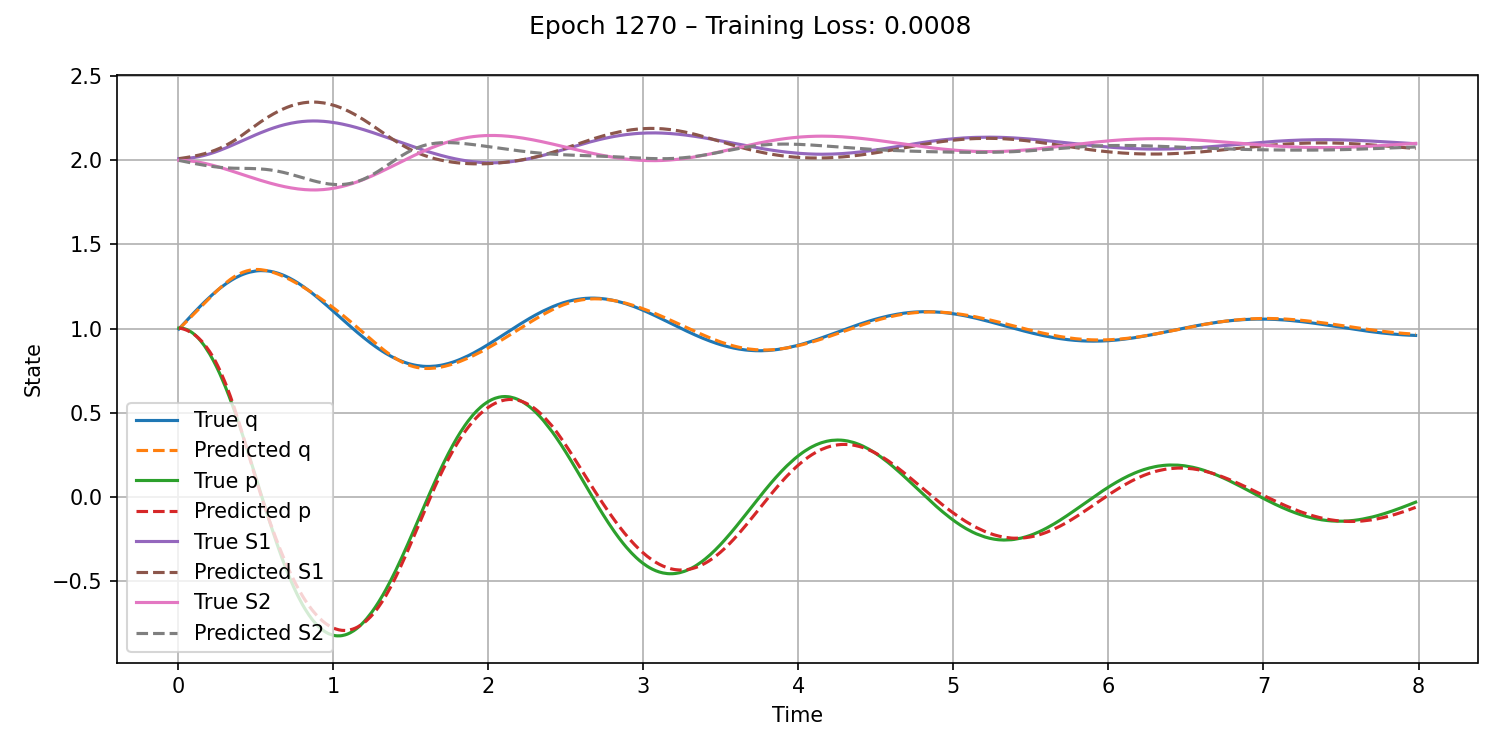 Epoch 1270 – Training Loss: 0.0008
2.5
2.0
1.5
1.0
0.5
0.0
−0.5
State
True q
Predicted q
True p
Predicted p
True S1
Predicted S1
True S2
Predicted S2
0 1 2 3 4 5 6 7 8
Time